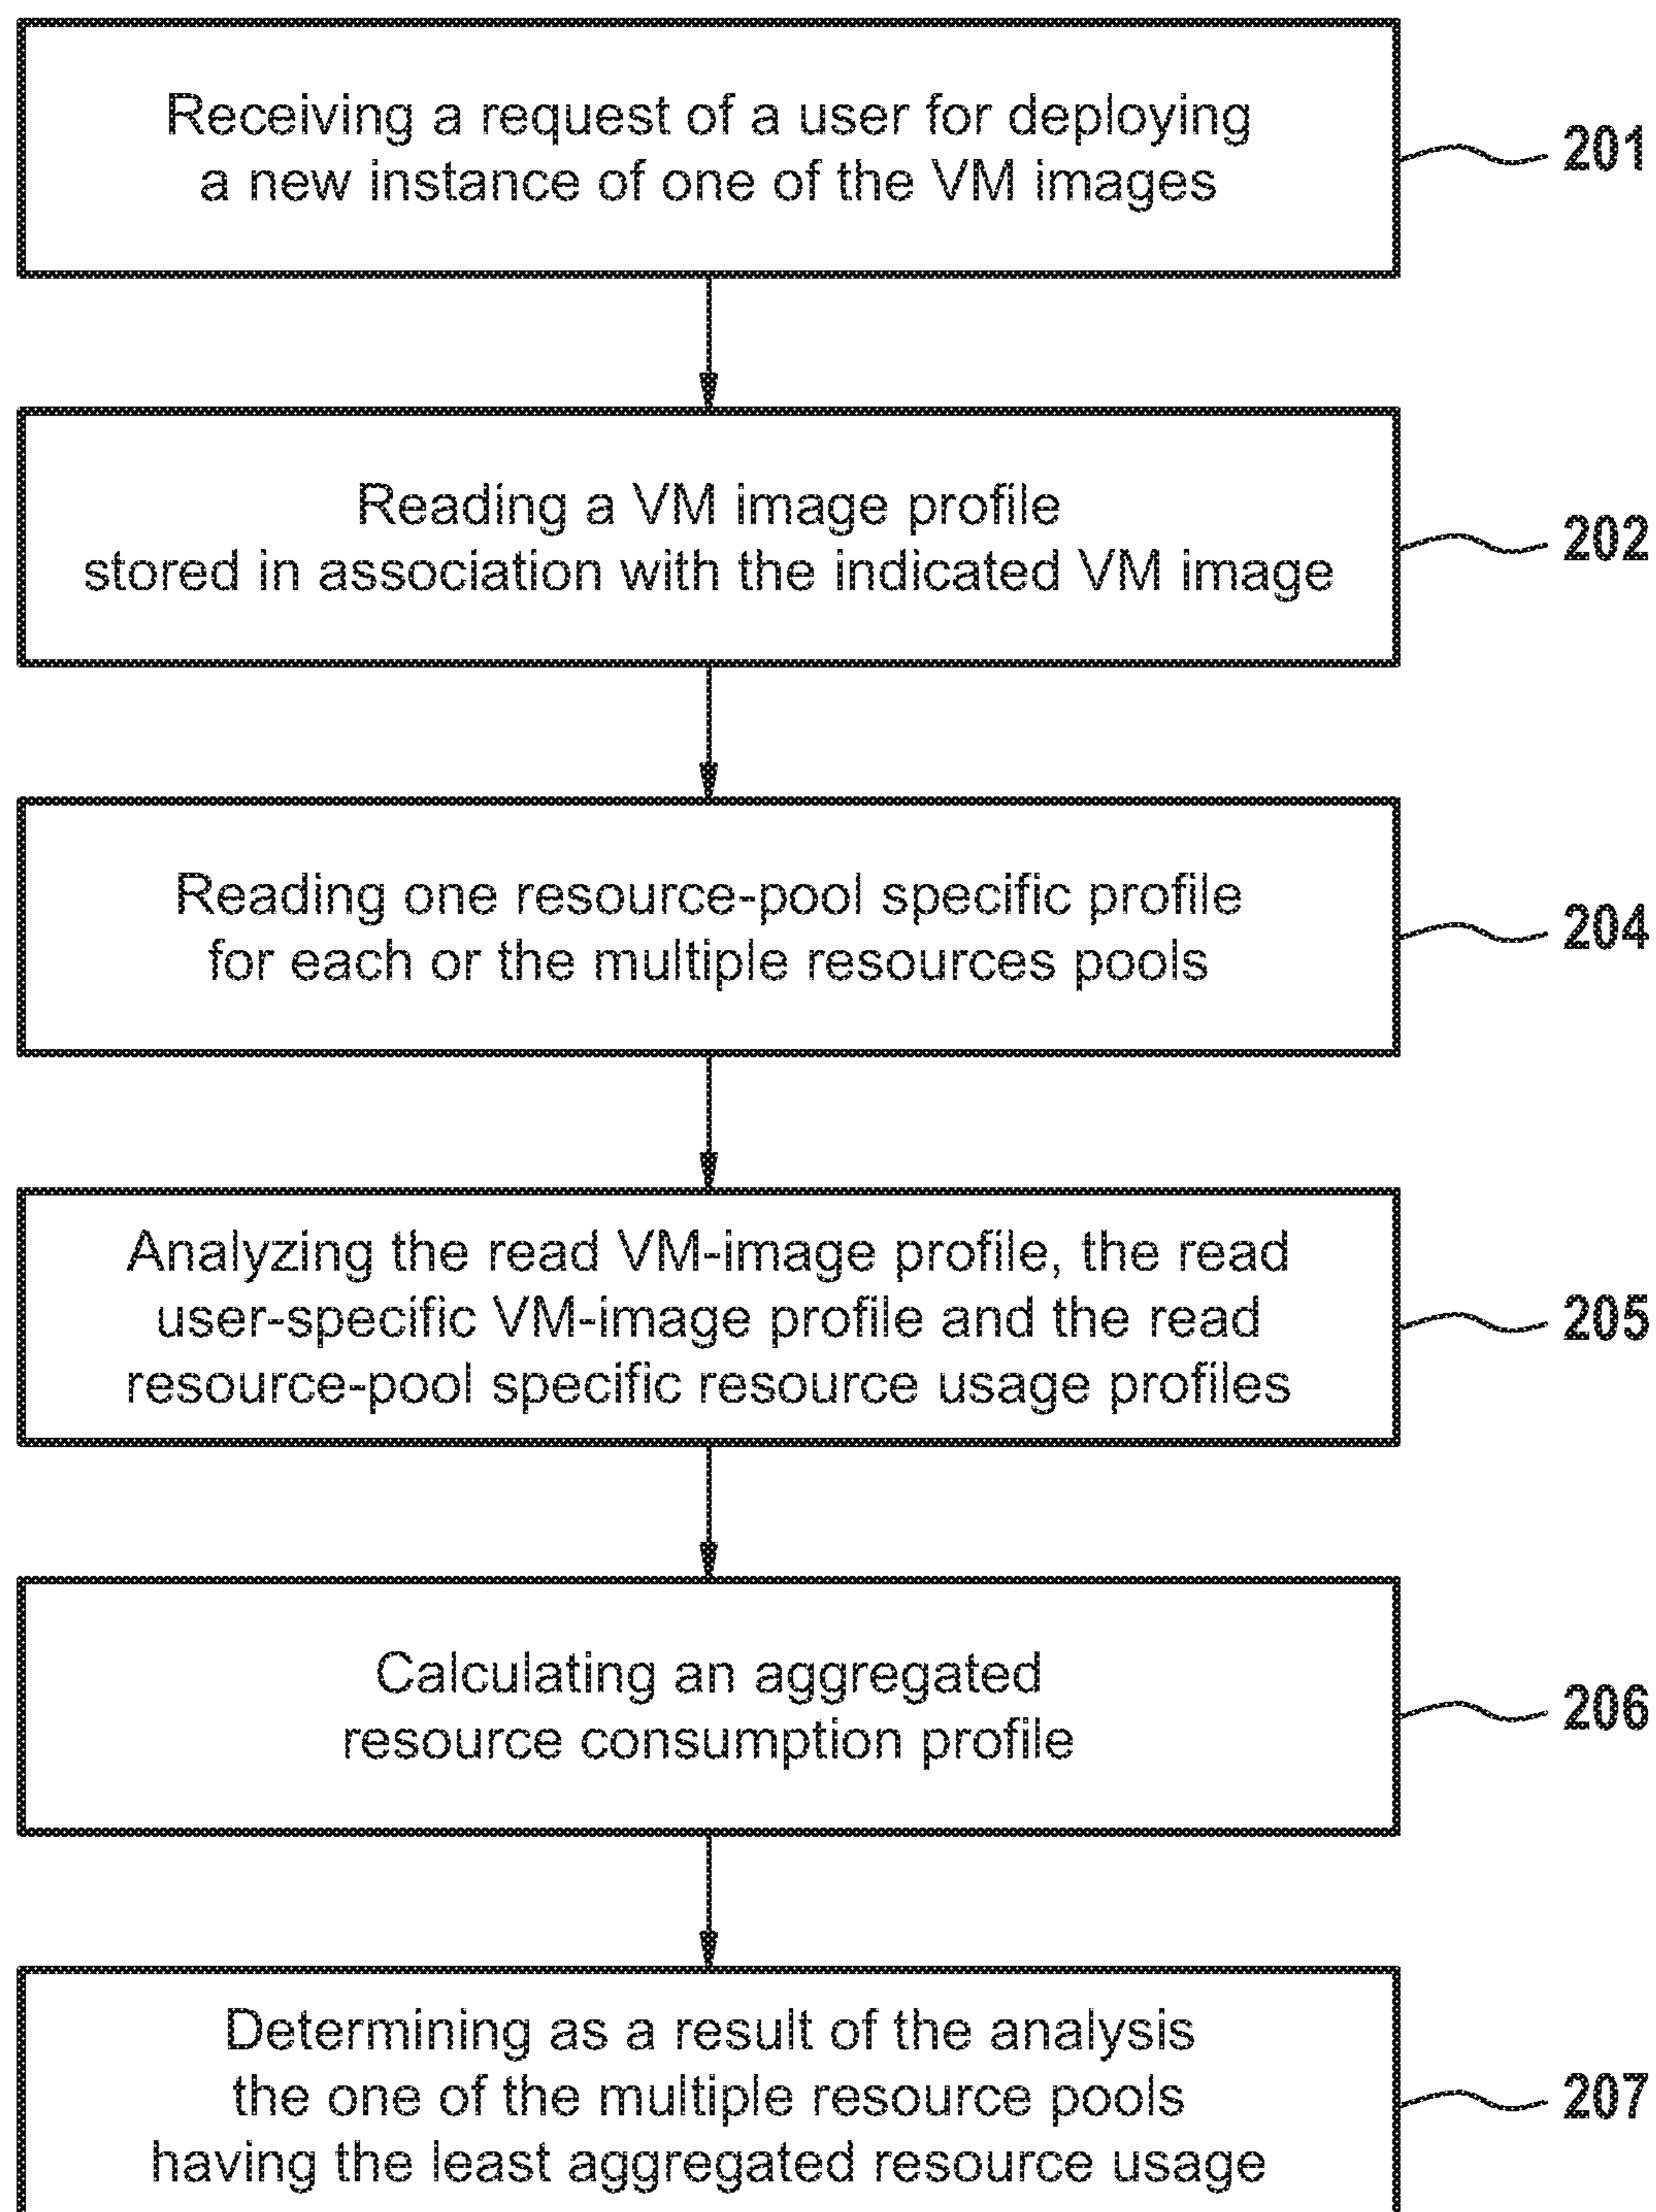 Receiving a request of a user for deploying
a new instance of one of the VM images
201
Reading a VM image profile
stored in association with the indicated VM image
202
Reading one resource-pool specific profile
for each or the multiple resources pools
204
Analyzing the read VM-image profile, the read
user-specific VM-image profile and the read
resource-pool specific resource usage profiles
205
Calculating an aggregated
resource consumption profile
206
Determining as a result of the analysis
the one of the multiple resource pools
having the least aggregated resource usage
207